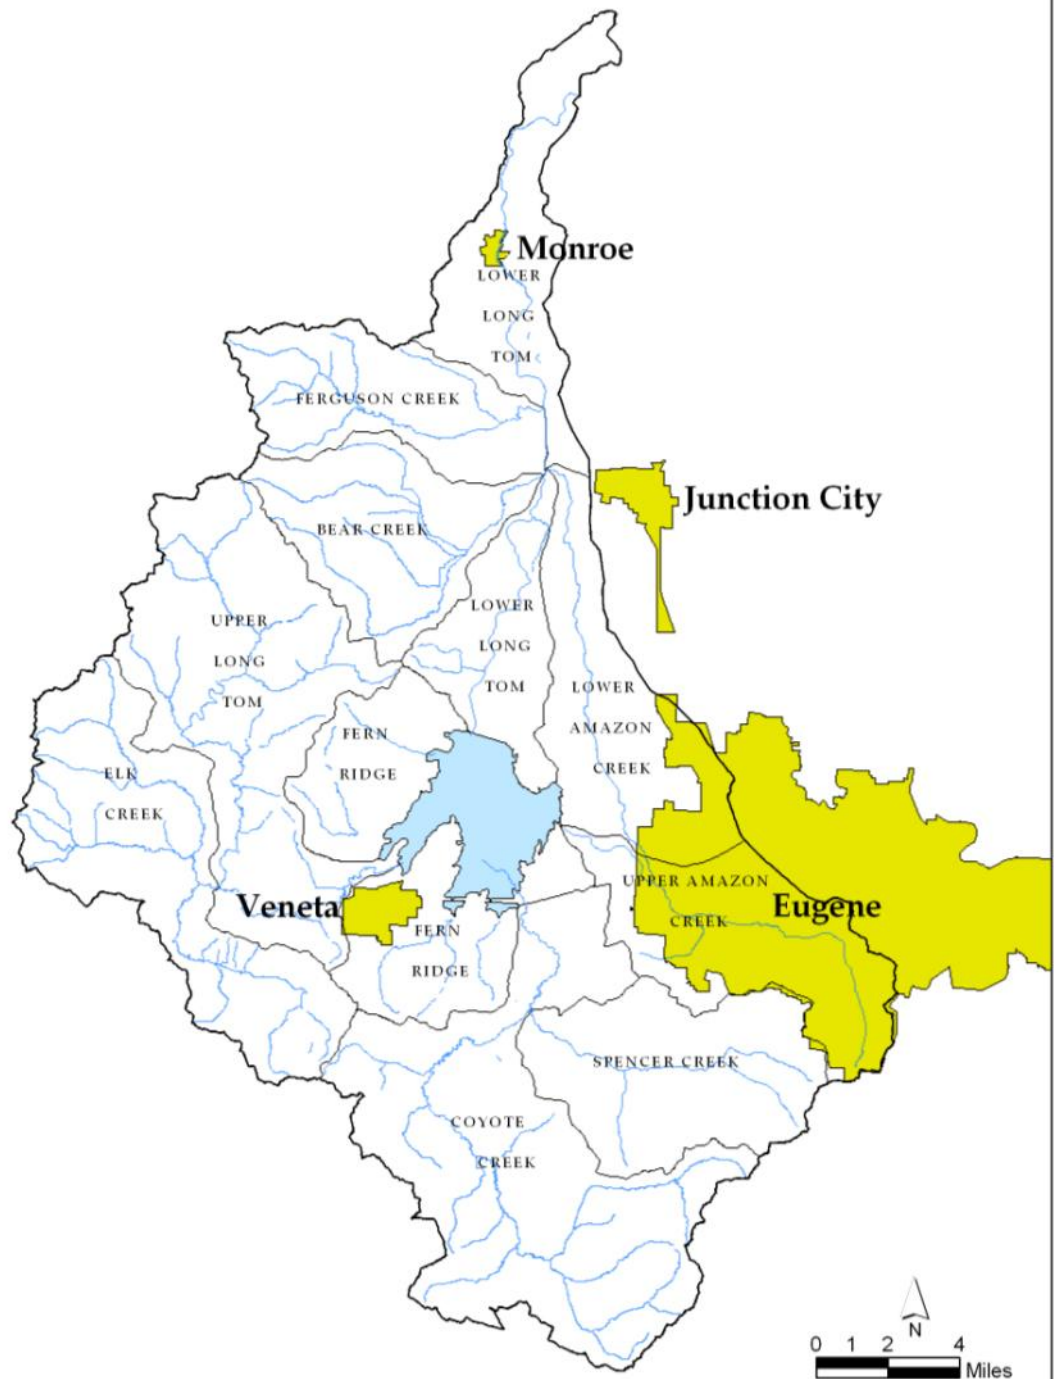 Monroe
LOWER
LONG
TOM
FERGUSON CREEK
Junction City
BEAR CREEK
LOWER
LONG
TOM
UPPER
LONG
TOM
LOWER
AMAZON
CREEK
FERN
RIDGE
ELK
CREEK
UPPER AMAZON
CREEK
Eugene
Veneta
FERN
RIDGE
SPENCER CREEK
COYOTE
CREEK
N
0 1 2 4
Miles